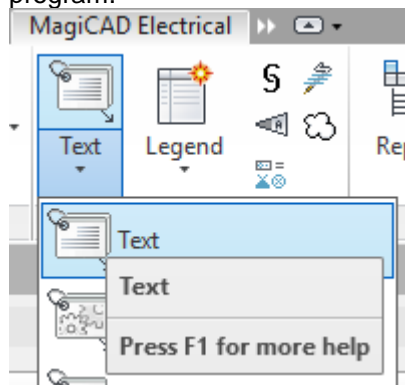 program.
MagiCAD Electrical
Text
Legend
Rep
Text
Text
Press F1 for more help